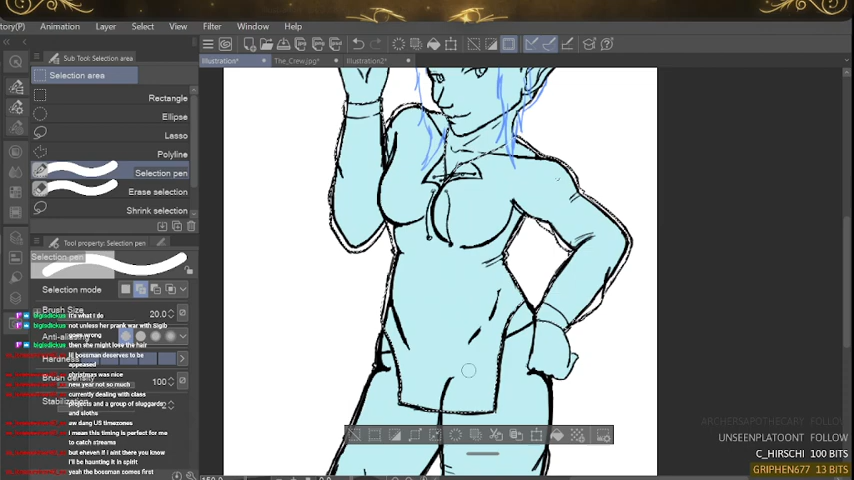 tory(P) Animation Layer Select View Filter Window Help
Sub Tool: Selection area
Illustration* The_Crew.jpg* Illustration2*
Selection area
Rectangle
Ellipse
Lasso
Polyline
Selection pen
Erase selection
Shrink selection
Tool property: Selection pen
Selection pen
Selection mode
Brush Size 20.0
Anti-aliasing
Hardness
Brush density 100
Stabilization
it's what I do
bigisdickus not unless her prank war with Sigib
goes wrong
bigisdickus then she might love the hair
lil bossman deserves to be
appeased
christmas was nice
new year not so much
currently dealing with class
projects and a group of sluggards
and sloths
aw dang US timezones
i mean this timing is perfect for me
to catch streams
but eheven if i aint there you know
I'll be haunting it in spirit
yeah the bossman comes first
ARCHERSAPOTHECARY FOLLOW
UNSEENPLATOONT FOLLOW
C_HIRSCHI 100 BITS
GRIPHEN677 13 BITS